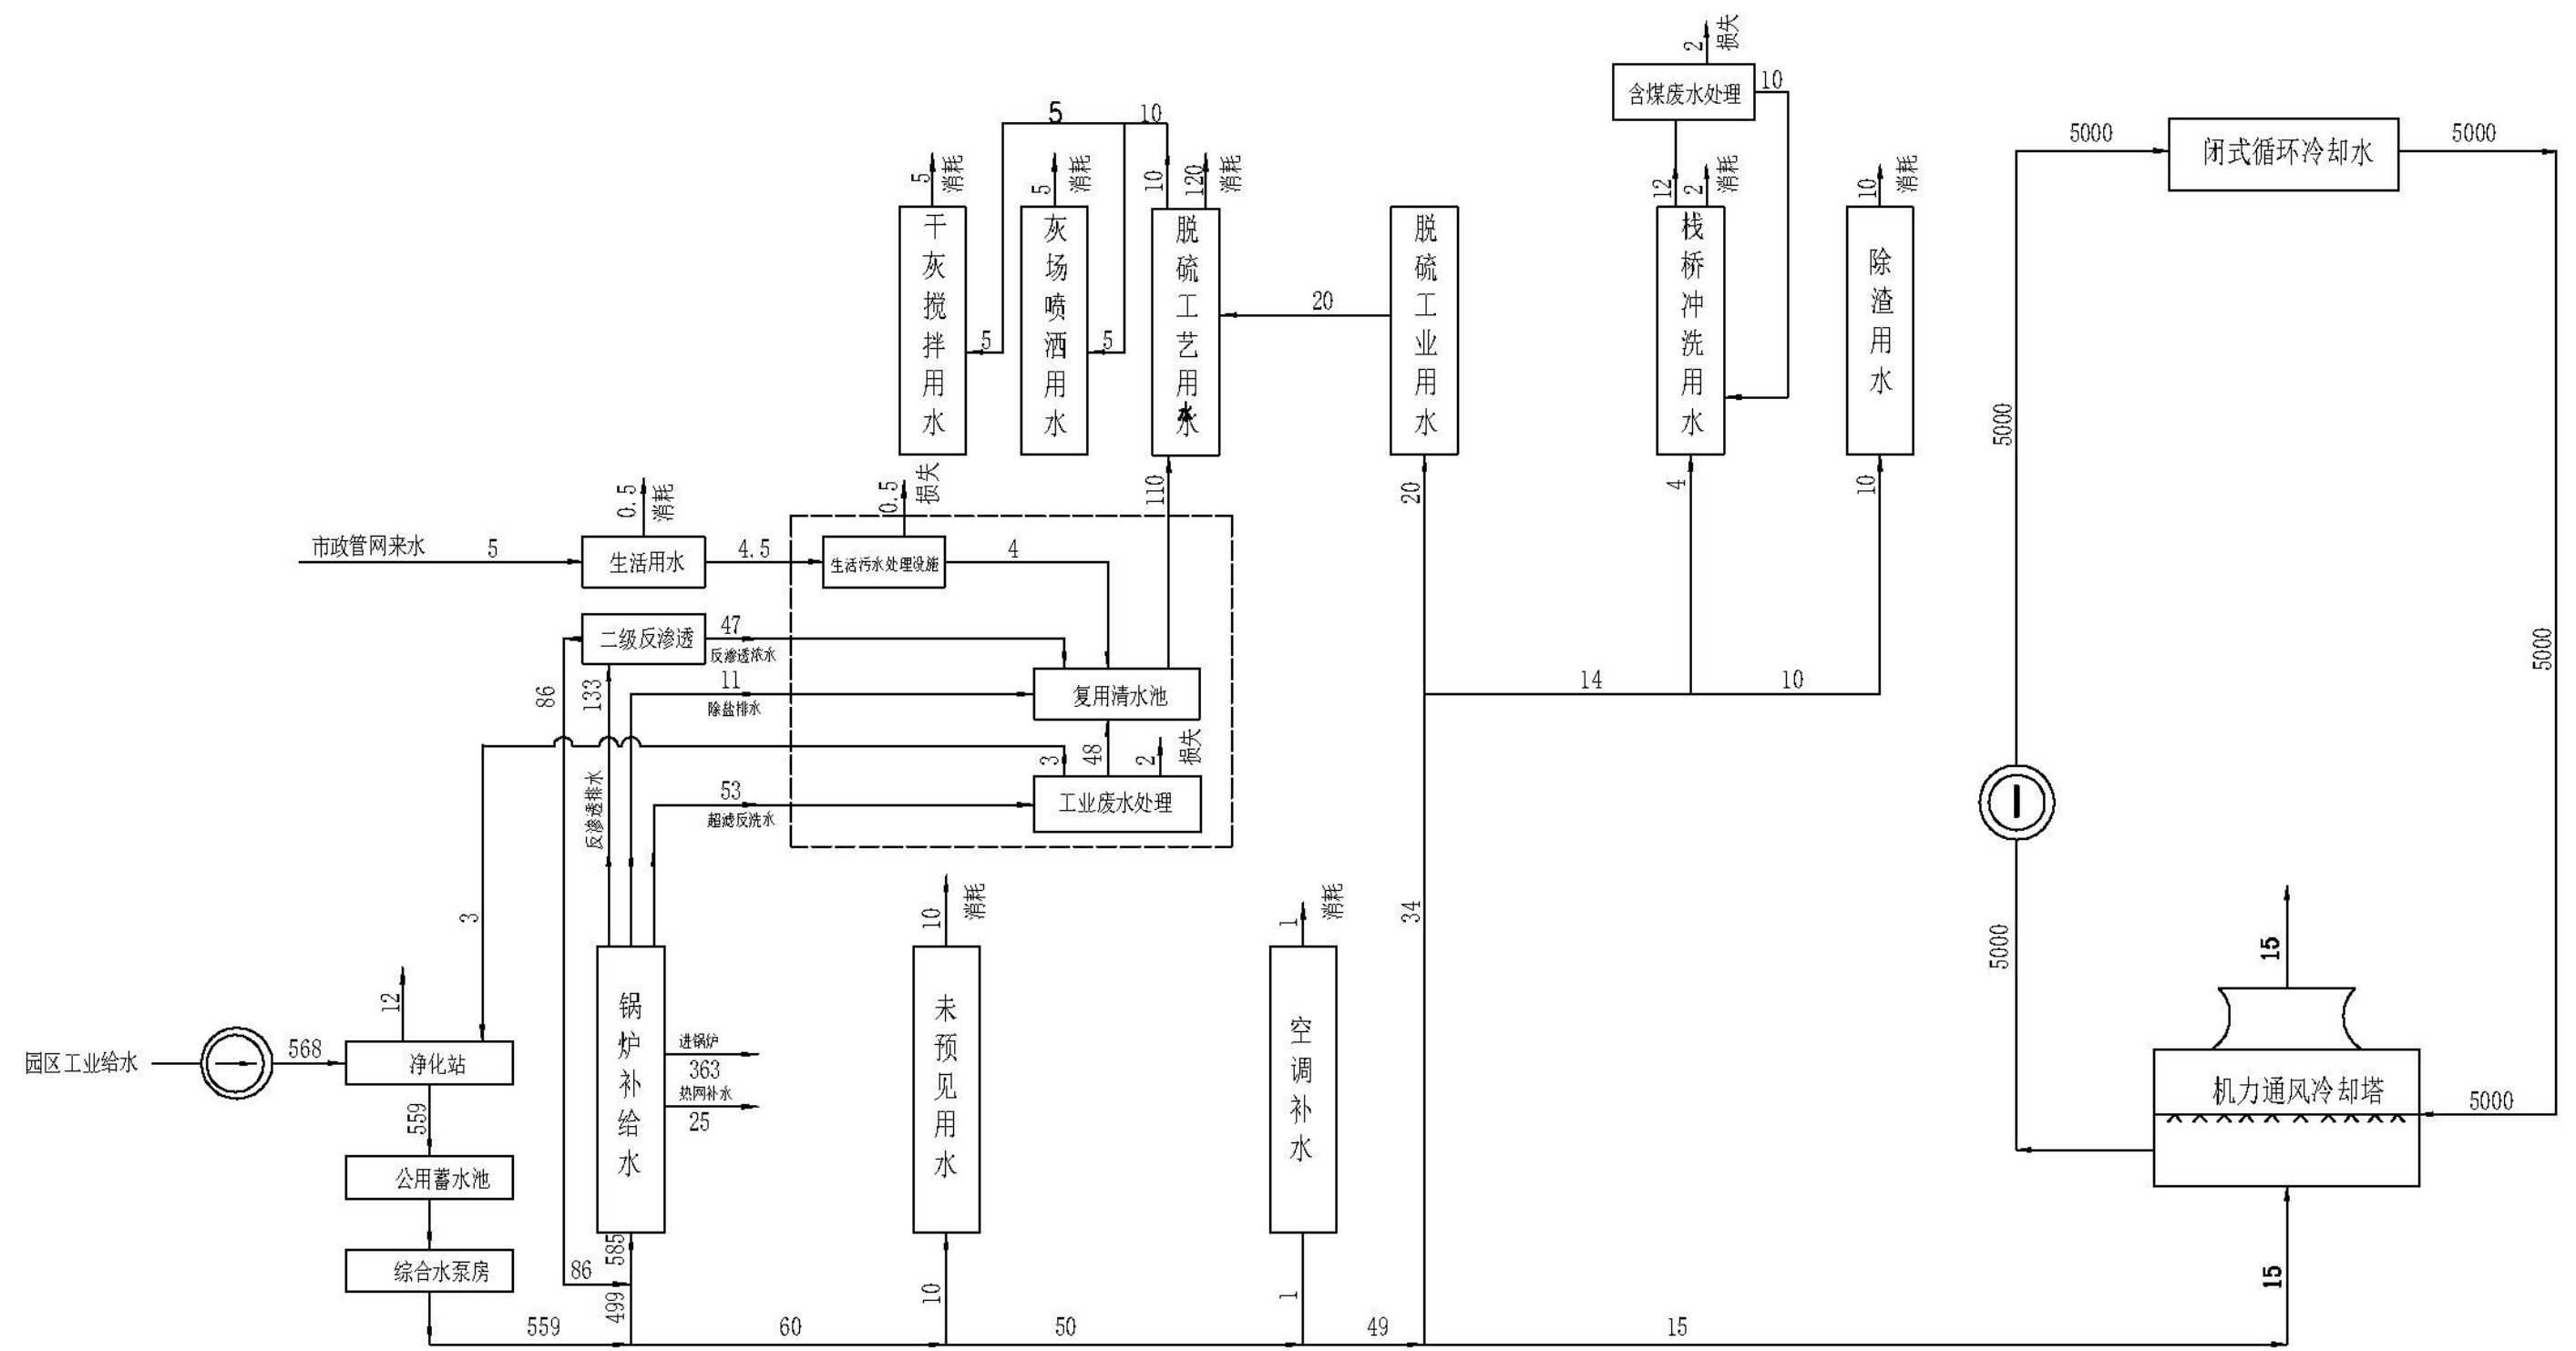 2
损失
含煤废水处理
10
5
10
5
消耗
5
消耗
10
120
消耗
12
2
消耗
10
消耗
5000
闭式循环冷却水
5000
干灰搅拌用水
灰场喷洒用水
脱硫工艺用水
脱硫工业用水
栈桥冲洗用水
除渣用水
20
5
5
5000
0.5
消耗
0.5
损失
110
20
4
10
市政管网来水
5
生活用水
4.5
生活污水处理设施
4
二级反渗透
47
反渗透浓水
86
133
11
除盐排水
复用清水池
14
10
5000
3
48
2
损失
反渗透排水
53
超滤反洗水
工业废水处理
3
10
消耗
1
消耗
34
5000
15
12
园区工业给水
568
净化站
559
公用蓄水池
综合水泵房
锅炉补给水
进锅炉
363
热网补水
25
未预见用水
空调补水
机力通风冷却塔
5000
585
86
499
10
1
15
559
60
50
49
15